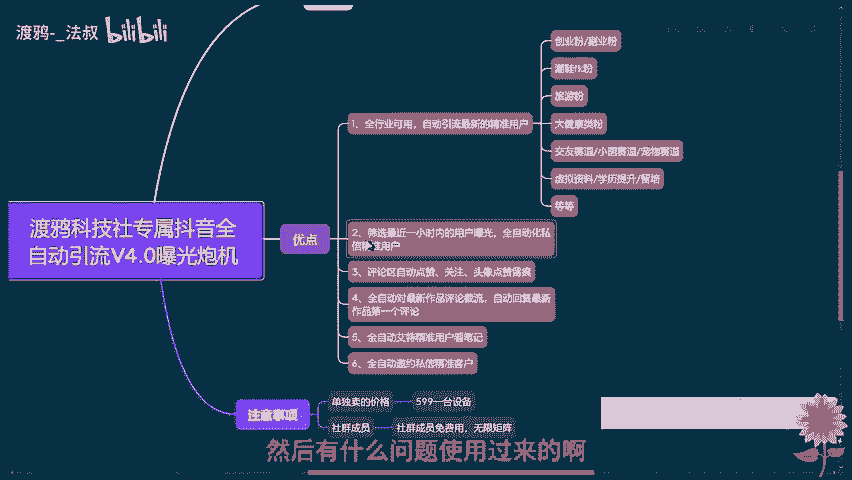 渡鸦-_法叔 bilibili
创业粉/副业粉
潮鞋fk粉
旅游粉
1、全行业可用，自动引流最新的精准用户
大健康类粉
交友赛道/小圈赛道/宠物赛道
虚拟资料/学历提升/留培
等等
渡鸦科技社专属抖音全
自动引流V4.0曝光炮机
优点
2、筛选最近一小时内的用户曝光，全自动化私
信精准用户
3、评论区自动点赞、关注、头像点赞留痕
4、全自动对最新作品评论截流，自动回复最新
作品第一个评论
5、全自动艾特精准用户看笔记
6、全自动邀约私信精准客户
注意事项
单独卖的价格
599一台设备
社群成员
社群成员免费用，无限矩阵
然后有什么问题使用过来的啊